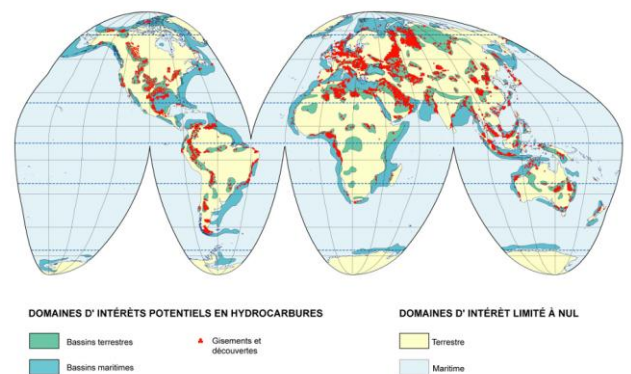 DOMAINES D' INTÉRÊTS POTENTIELS EN HYDROCARBURES
Bassins terrestres
Bassins maritimes
Gisements et
découvertes
DOMAINES D' INTÉRÊT LIMITÉ À NUL
Terrestre
Maritime